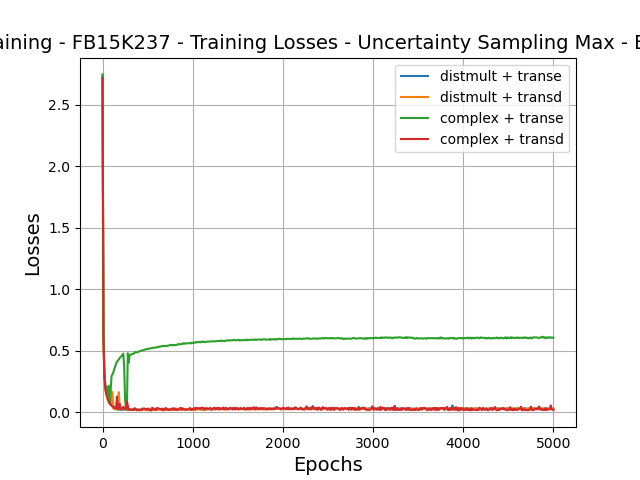 aining - FB15K237 - Training Losses - Uncertainty Sampling Max -
distmult + transe
distmult + transd
complex + transe
complex + transd
Losses
2.5
2.0
1.5
1.0
0.5
0.0
0
1000
2000
3000
4000
5000
Epochs